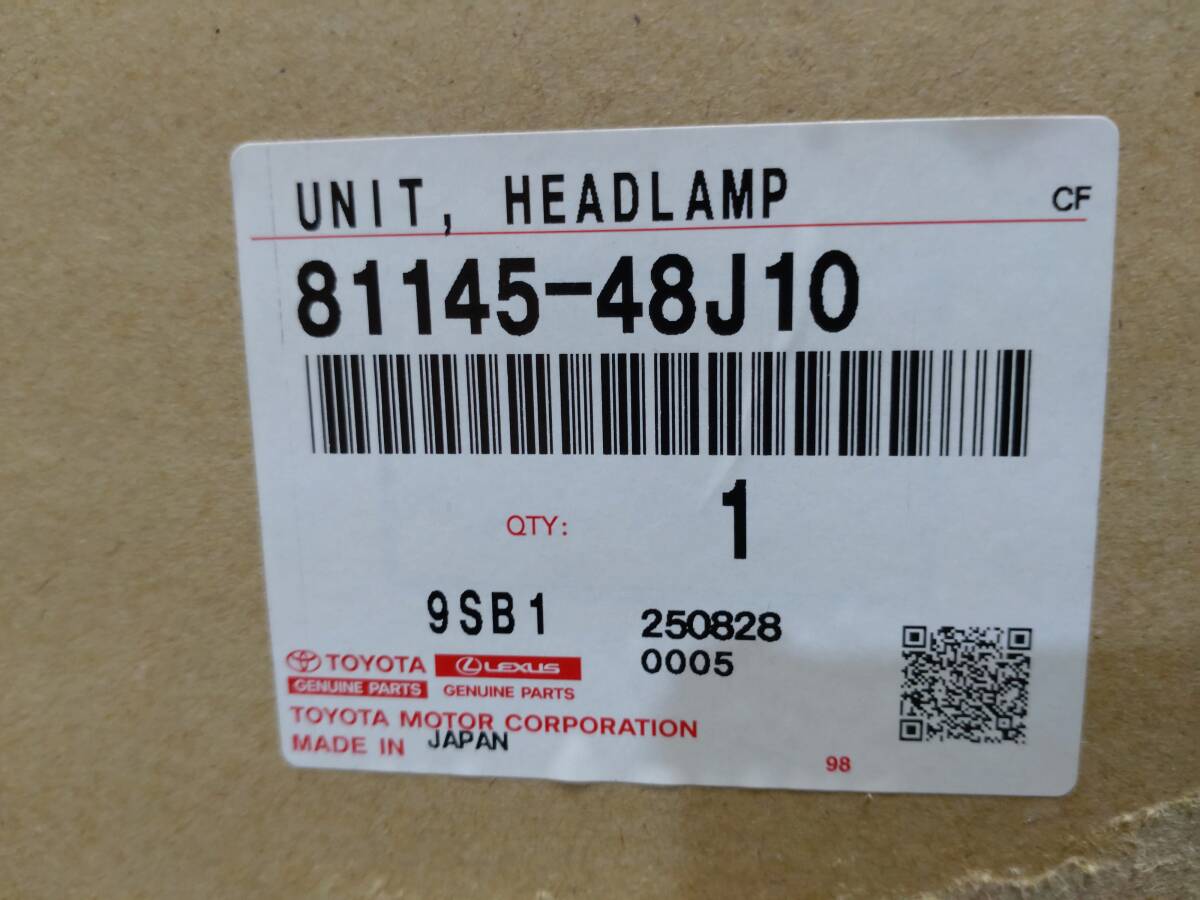 UNIT, HEADLAMP CF
81145-48J10
QTY: 1
9SB1 250828
0005
TOYOTA LEXUS
GENUINE PARTS GENUINE PARTS
TOYOTA MOTOR CORPORATION
MADE IN JAPAN
98